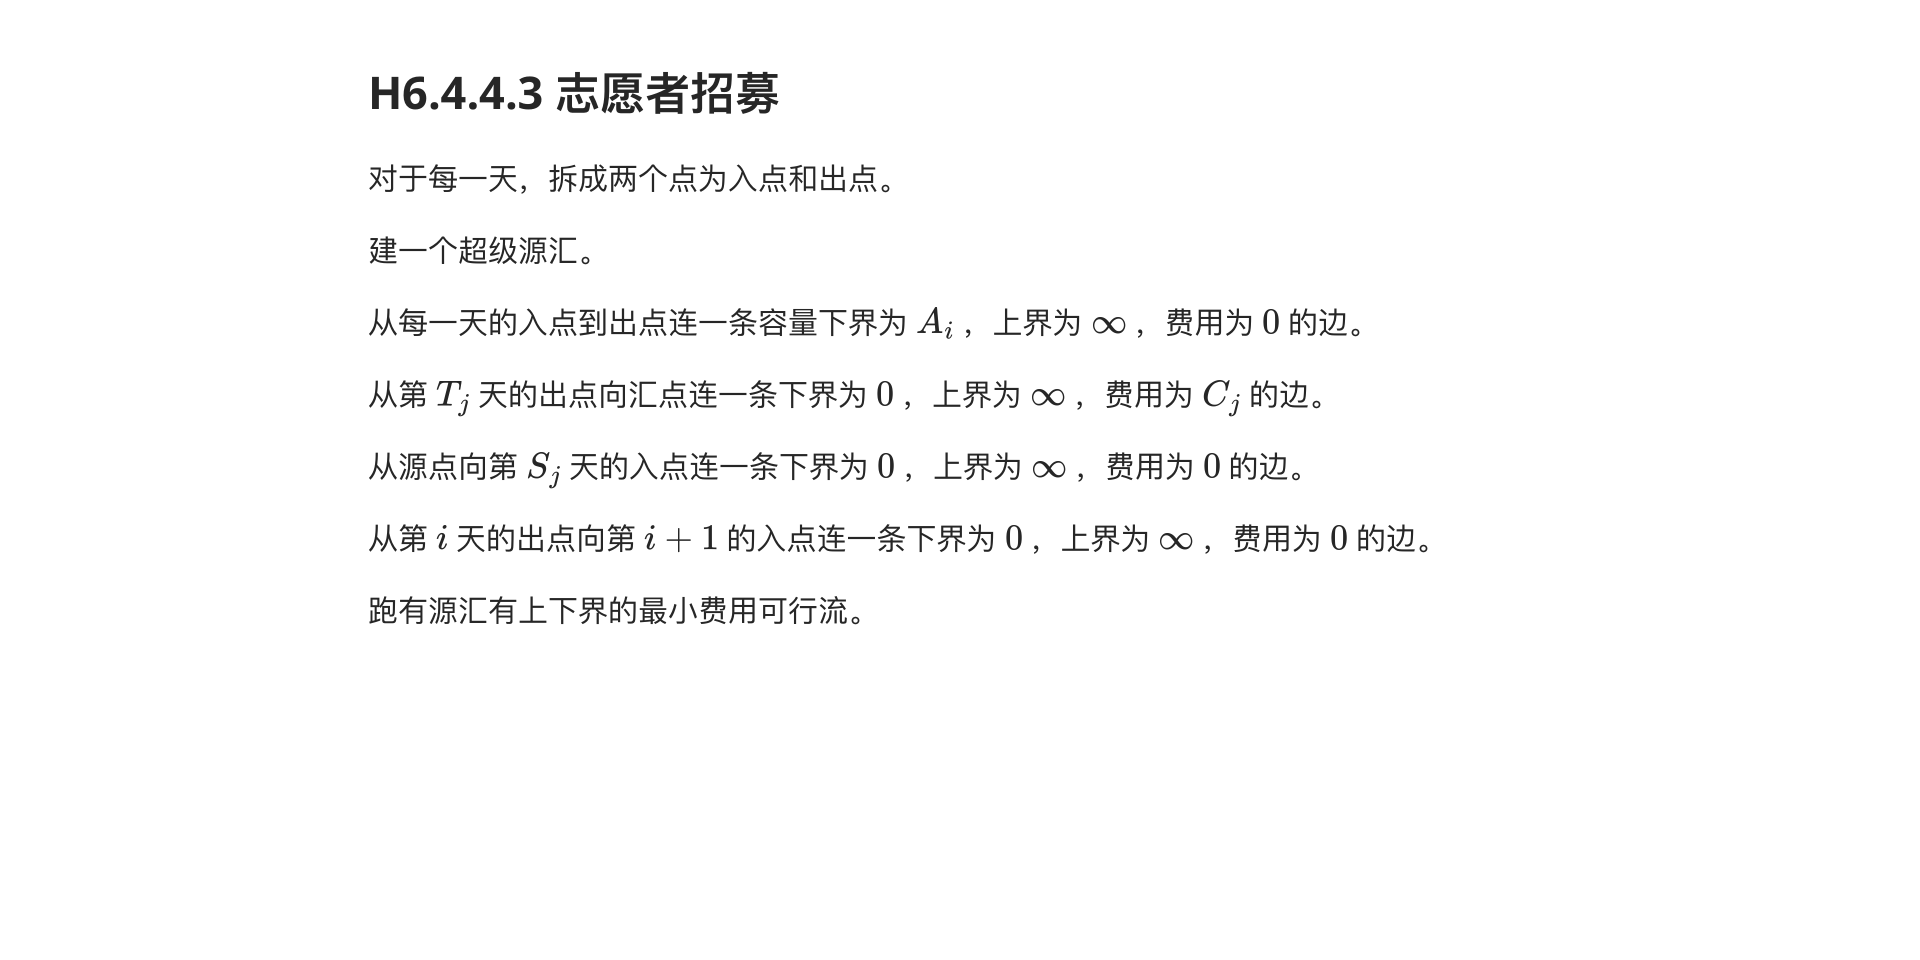 H6.4.4.3 志愿者招募
对于每一天，拆成两个点为入点和出点。
建一个超级源汇。
从每一天的入点到出点连一条容量下界为 $A_i$ ，上界为 $\infty$ ，费用为 $0$ 的边。
从第 $T_j$ 天的出点向汇点连一条下界为 $0$ ，上界为 $\infty$ ，费用为 $C_j$ 的边。
从源点向第 $S_j$ 天的入点连一条下界为 $0$ ，上界为 $\infty$ ，费用为 $0$ 的边。
从第 $i$ 天的出点向第 $i+1$ 的入点连一条下界为 $0$ ，上界为 $\infty$ ，费用为 $0$ 的边。
跑有源汇有上下界的最小费用可行流。